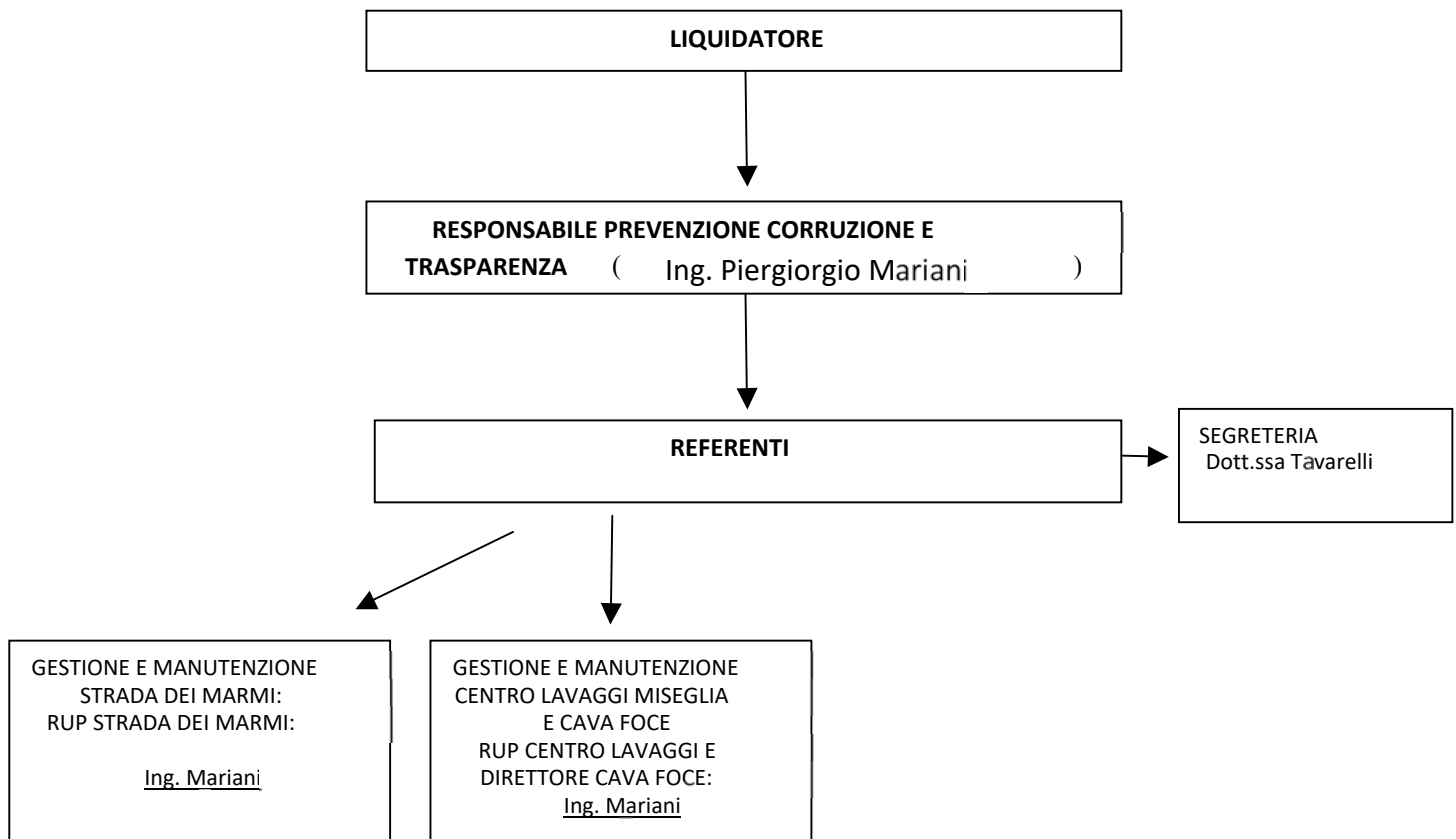 LIQUIDATORE
RESPONSABILE PREVENZIONE CORRUZIONE E
TRASPARENZA ( Ing. Piergiorgio Mariani )
REFERENTI
SEGRETERIA
Dott.ssa Tavarelli
GESTIONE E MANUTENZIONE
STRADA DEI MARMI:
RUP STRADA DEI MARMI:
Ing. Mariani
GESTIONE E MANUTENZIONE
CENTRO LAVAGGI MISEGLIA
E CAVA FOCE
RUP CENTRO LAVAGGI E
DIRETTORE CAVA FOCE:
Ing. Mariani